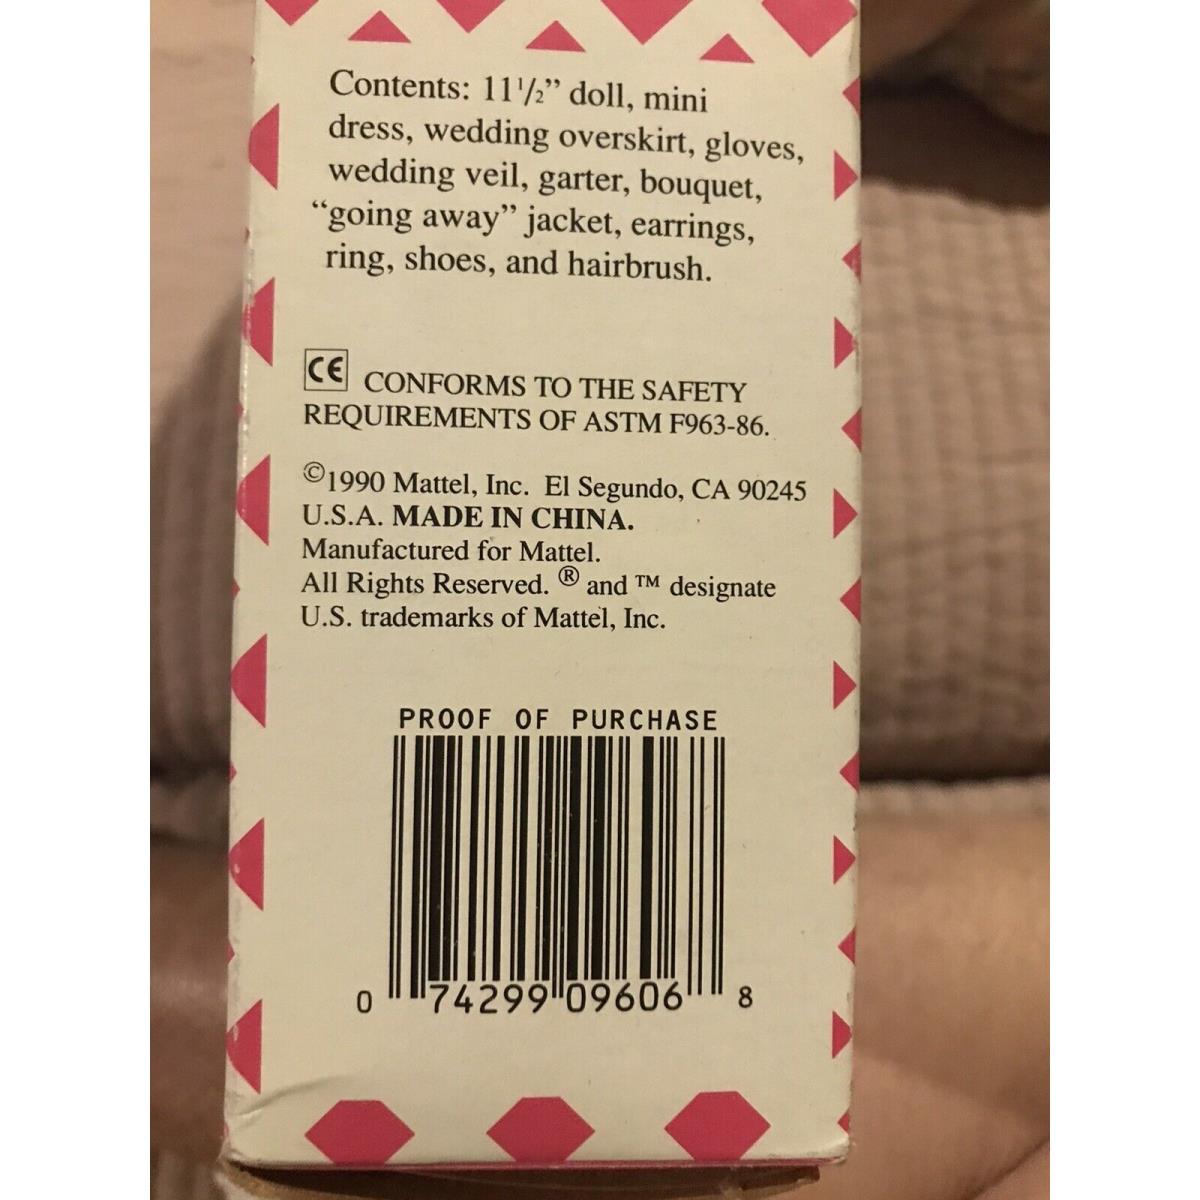 Contents: 11 1/2” doll, mini
dress, wedding overskirt, gloves,
wedding veil, garter, bouquet,
“going away” jacket, earrings,
ring, shoes, and hairbrush.
CE CONFORMS TO THE SAFETY
REQUIREMENTS OF ASTM F963-86.
©1990 Mattel, Inc. El Segundo, CA 90245
U.S.A. MADE IN CHINA.
Manufactured for Mattel.
All Rights Reserved. ® and ™ designate
U.S. trademarks of Mattel, Inc.
PROOF OF PURCHASE
0 74299 09606 8